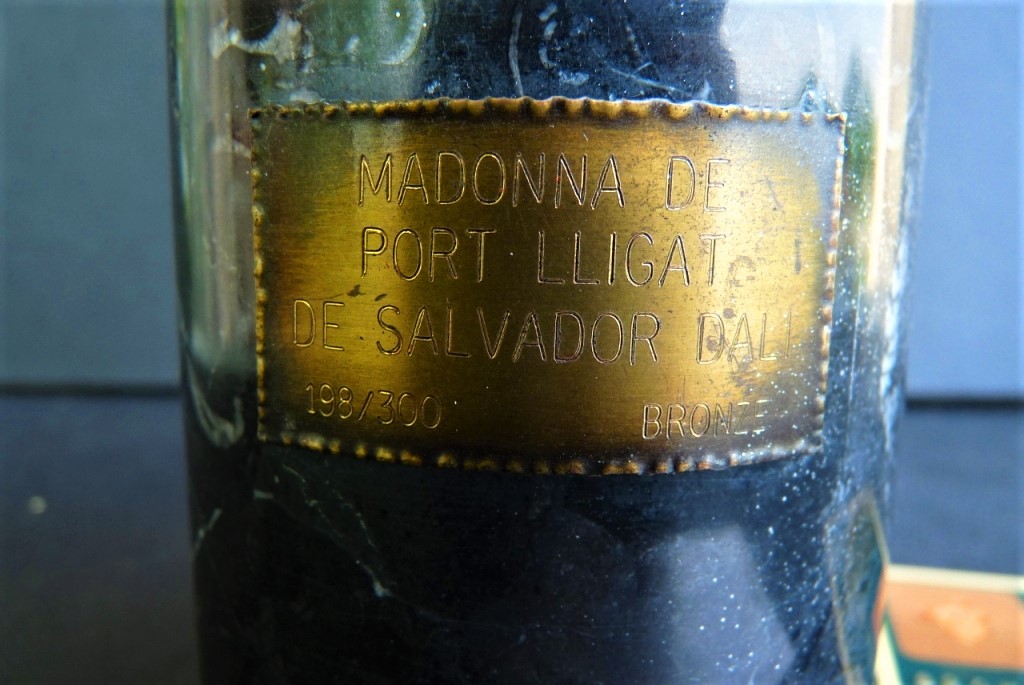 MADONNA DE
PORT LLIGAT
DE SALVADOR DALI
198/300 BRONZE